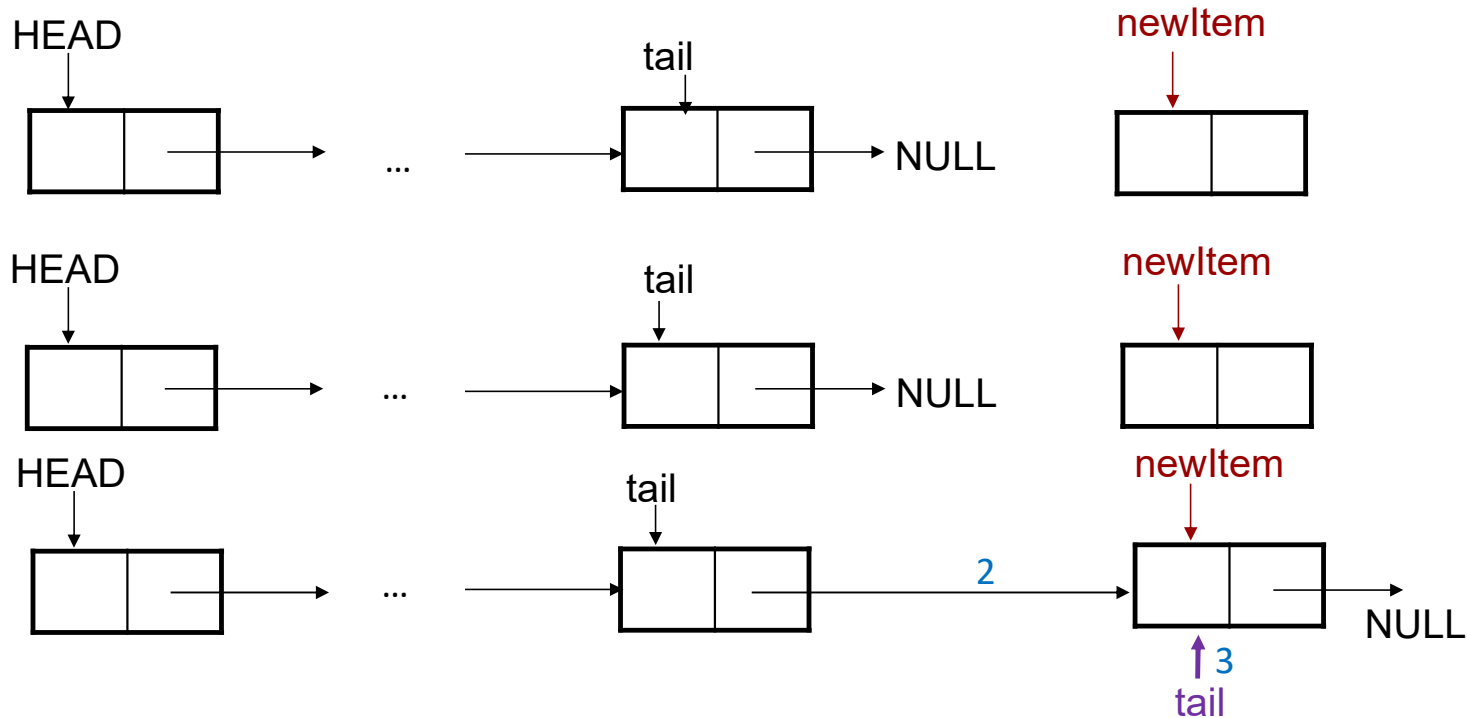 HEAD
tail
newItem
...
NULL
HEAD
tail
newItem
...
NULL
HEAD
tail
newItem
...
2
NULL
3
tail